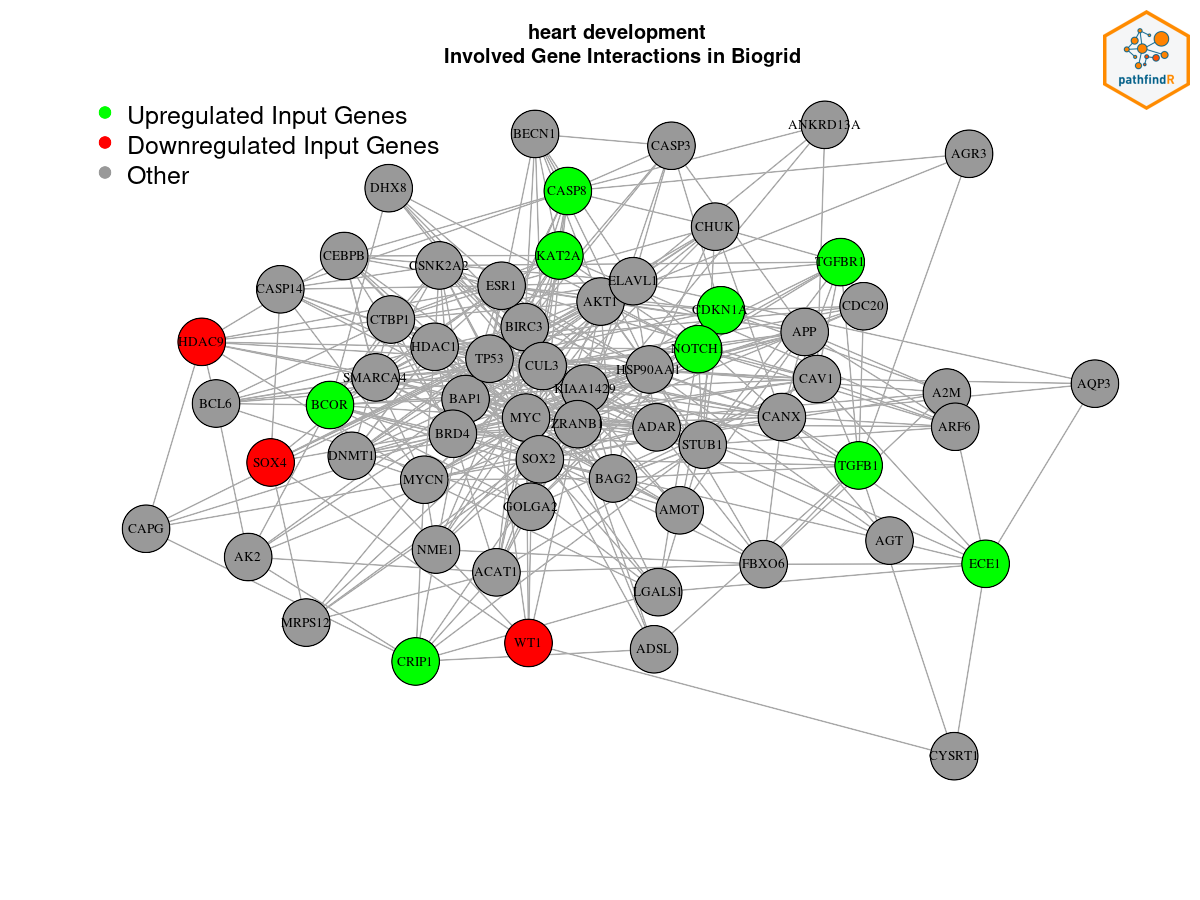 heart development
Involved Gene Interactions in Biogrid
pathfindR
Upregulated Input Genes
Downregulated Input Genes
Other
BECN1
ANKRD13A
CASP3
AGR3
DHX8
CASP8
CHUK
CEBPB
KAT2A
CSNK2A2
TGFBR1
ELAVL1
ESR1
CASP14
AKT1
CDC20
CDKN1A
CTBP1
BIRC3
APP
HDAC9
HDAC1
NOTCH
TP53
CUL3
HSP90AA1
SMARCA4
CAV1
AQP3
KIAA1429
A2M
BCL6
BCOR
BAP1
MYC
CANX
ZRANB1
ADAR
ARF6
BRD4
STUB1
DNMT1
SOX2
SOX4
TGFB1
MYCN
BAG2
GOLGA2
AMOT
CAPG
AGT
NME1
AK2
FBXO6
ECE1
ACAT1
LGALS1
MRPS12
WT1
ADSL
CRIP1
CYSRT1